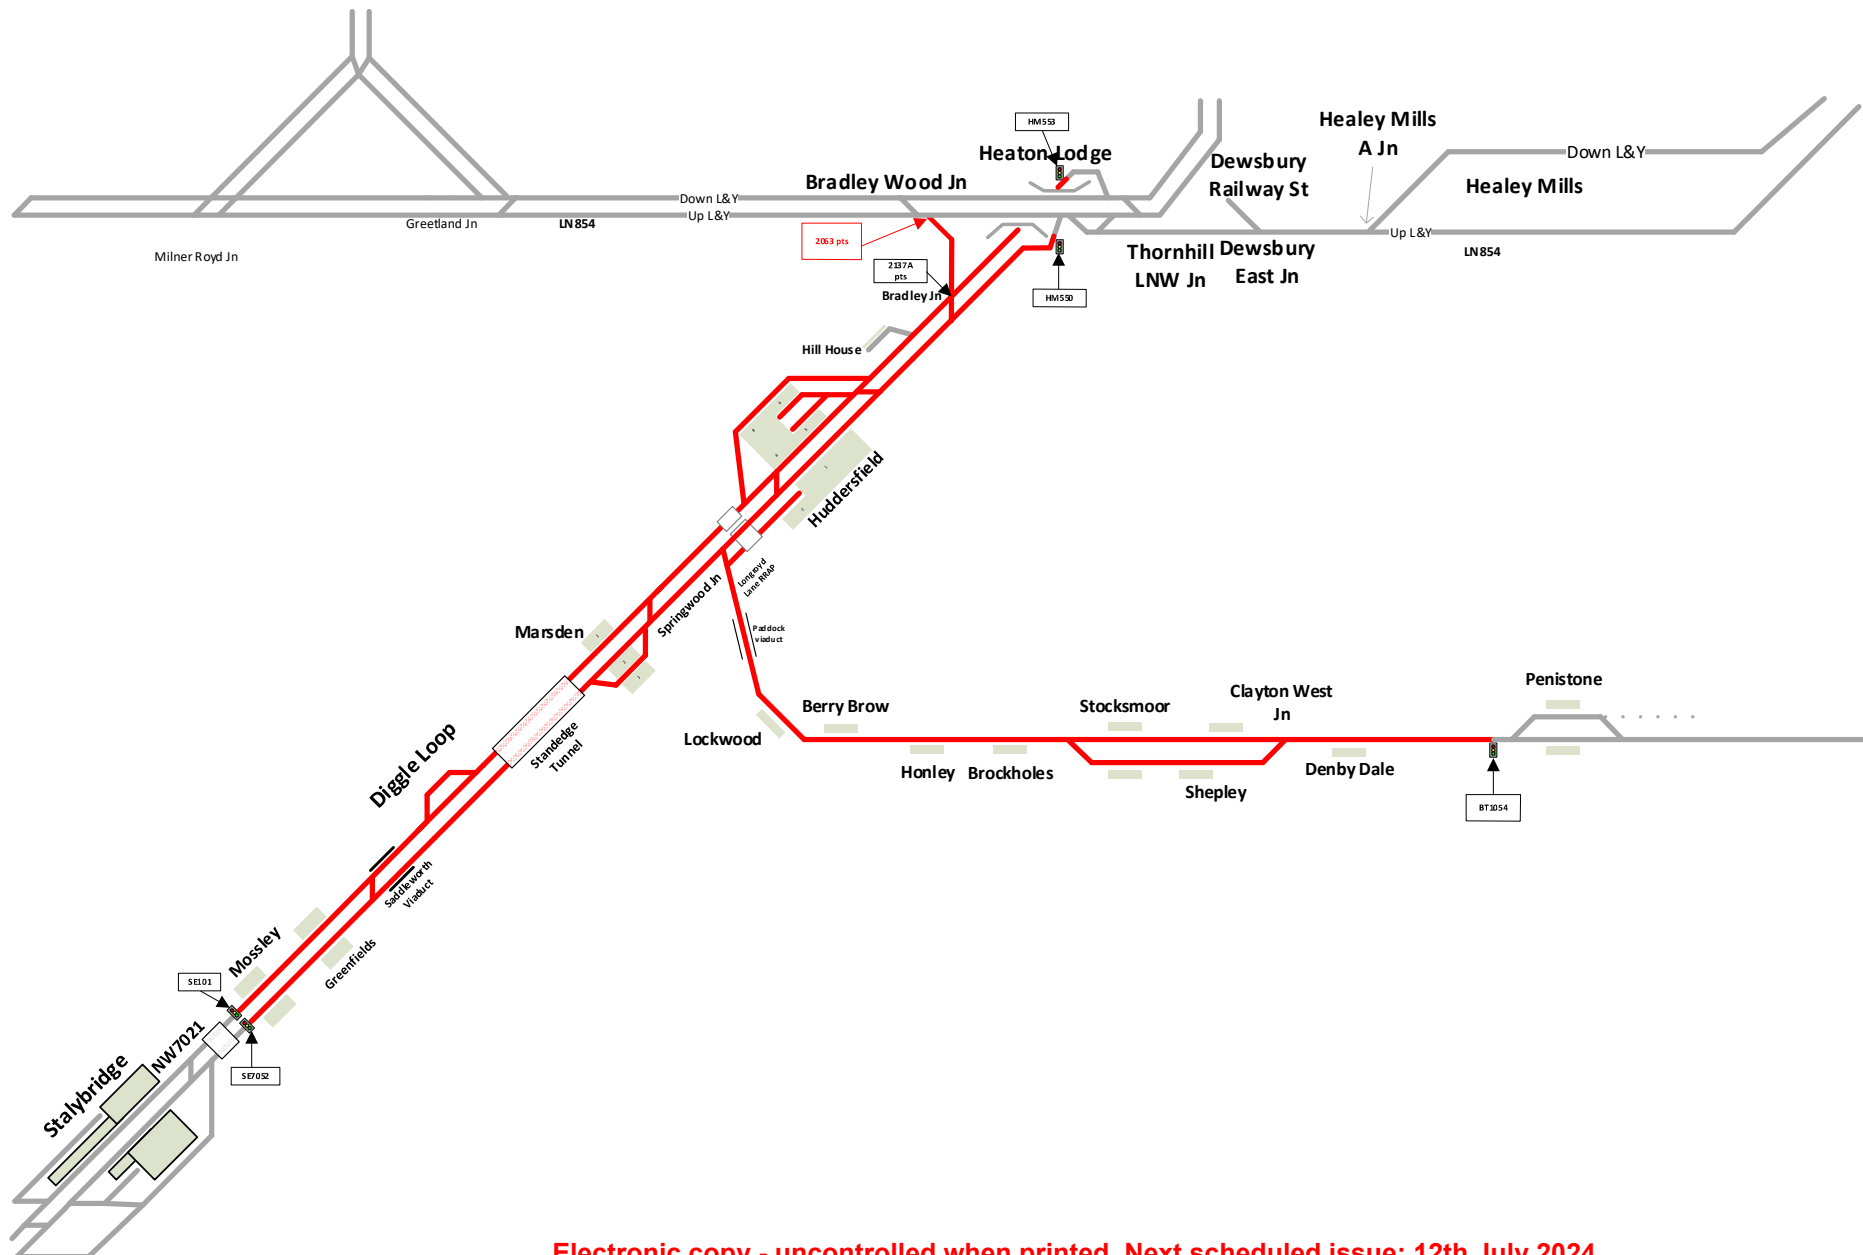 HM553
Healey Mills
A Jn
Heaton Lodge
Down L&Y
Dewsbury
Railway St
Bradley Wood Jn
Healey Mills
Down L&Y
Up L&Y
Greetland Jn
LN854
Up L&Y
2063 pts
Milner Royd Jn
Thornhill
LNW Jn
Dewsbury
East Jn
LN854
2137A
pts
Bradley Jn
HM550
Hill House
Huddersfield
Longroyd
Lane RRAP
Springwood Jn
Marsden
Paddock
viaduct
Penistone
Clayton West
Jn
Berry Brow
Stocksmoor
Lockwood
Standedge
Tunnel
Diggle Loop
Honley
Brockholes
Denby Dale
Shepley
BT1054
Saddleworth
Viaduct
Mossley
Greenfields
SE101
NW7021
SE7052
Stalybridge
Electronic copy - uncontrolled when printed. Next scheduled issue: 12th July 2024